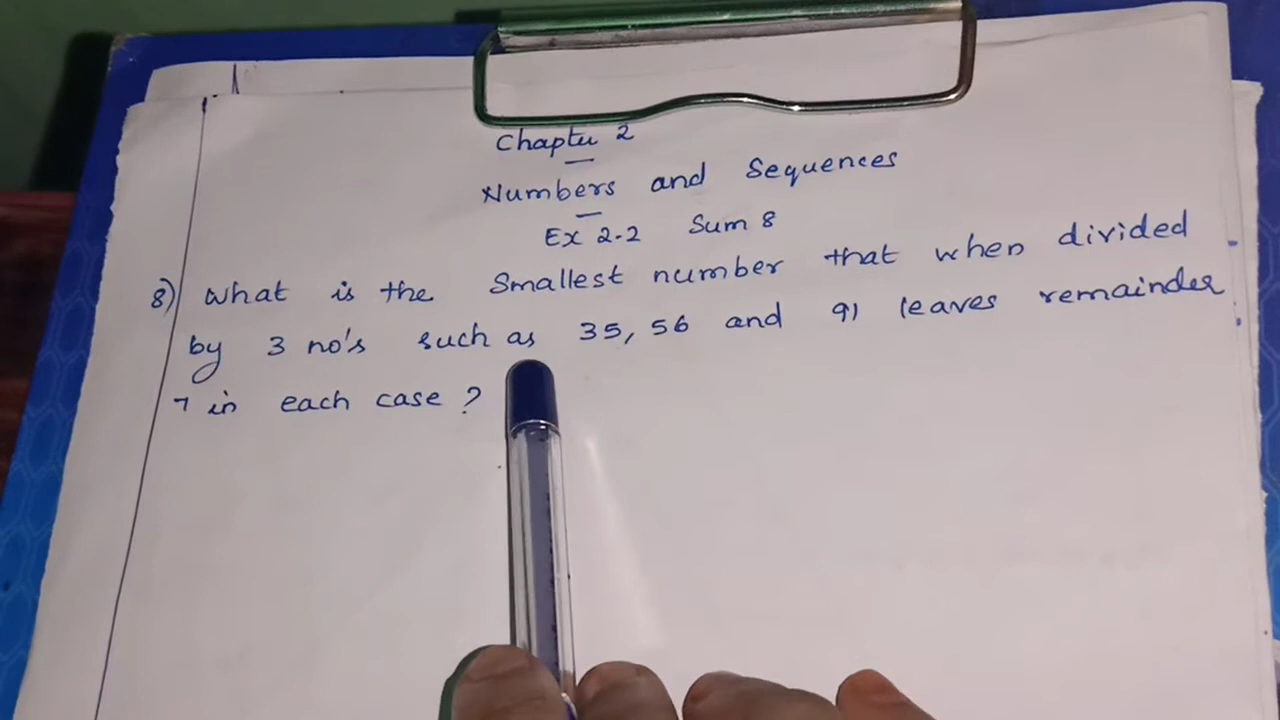 Chapter 2
Numbers and Sequences
Ex 2.2 Sum 8
8) What is the Smallest number that when divided
by 3 no's such as 35, 56 and 91 leaves remainder
7 in each case ?